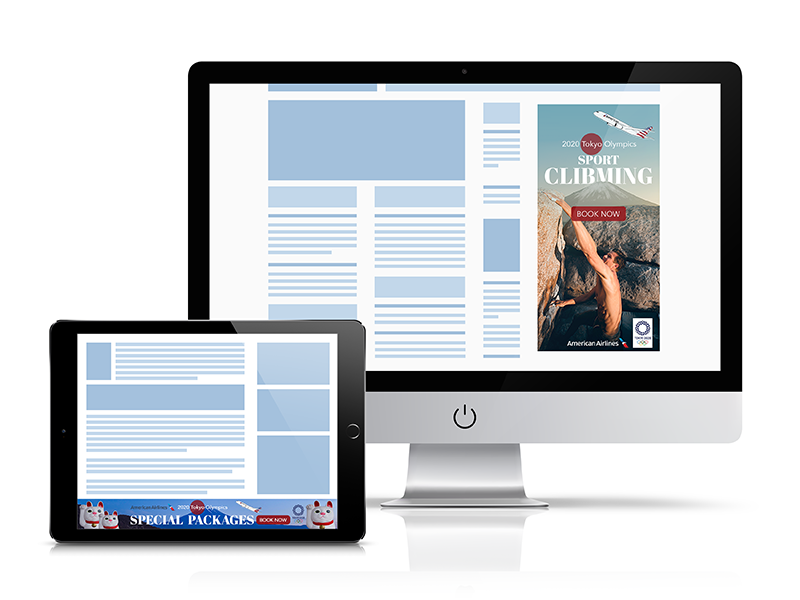 2020 Tokyo Olympics
SPORT
CLIBMING
BOOK NOW
American Airlines
TOKYO 2020
American Airlines
2020 Tokyo Olympics
SPECIAL PACKAGES
BOOK NOW